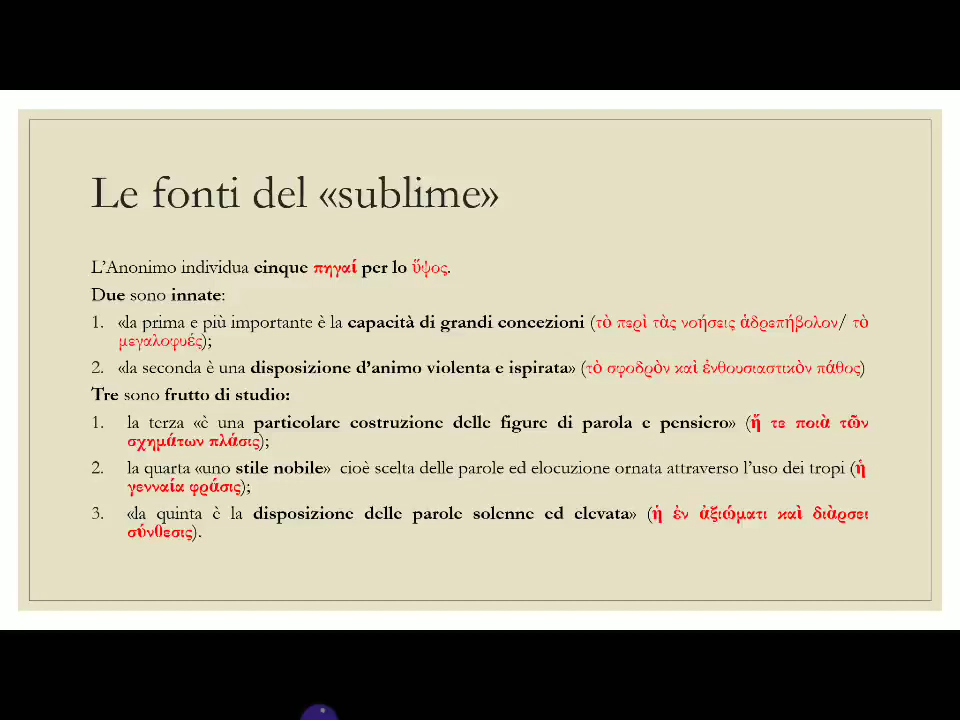 Le fonti del «sublime»
L'Anonimo individua cinque πηγαί per lo ὕψος.
Due sono innate:
1. «la prima e più importante è la capacità di grandi concezioni (τὸ περὶ τὰς νοήσεις ἁδρεπήβολον/ τὸ
μεγαλοφυές);
2. «la seconda è una disposizione d'animo violenta e ispirata» (τὸ σφοδρὸν καὶ ἐνθουσιαστικὸν πάθος)
Tre sono frutto di studio:
1. la terza «è una particolare costruzione delle figure di parola e pensiero» (ἥ τε ποιὰ τῶν
σχημάτων πλάσις);
2. la quarta «uno stile nobile» cioè scelta delle parole ed elocuzione ornata attraverso l'uso dei tropi (ἡ
γενναία φράσις);
3. «la quinta è la disposizione delle parole solenne ed elevata» (ἡ ἐν ἀξιώματι καὶ διάρσει
σύνθεσις).